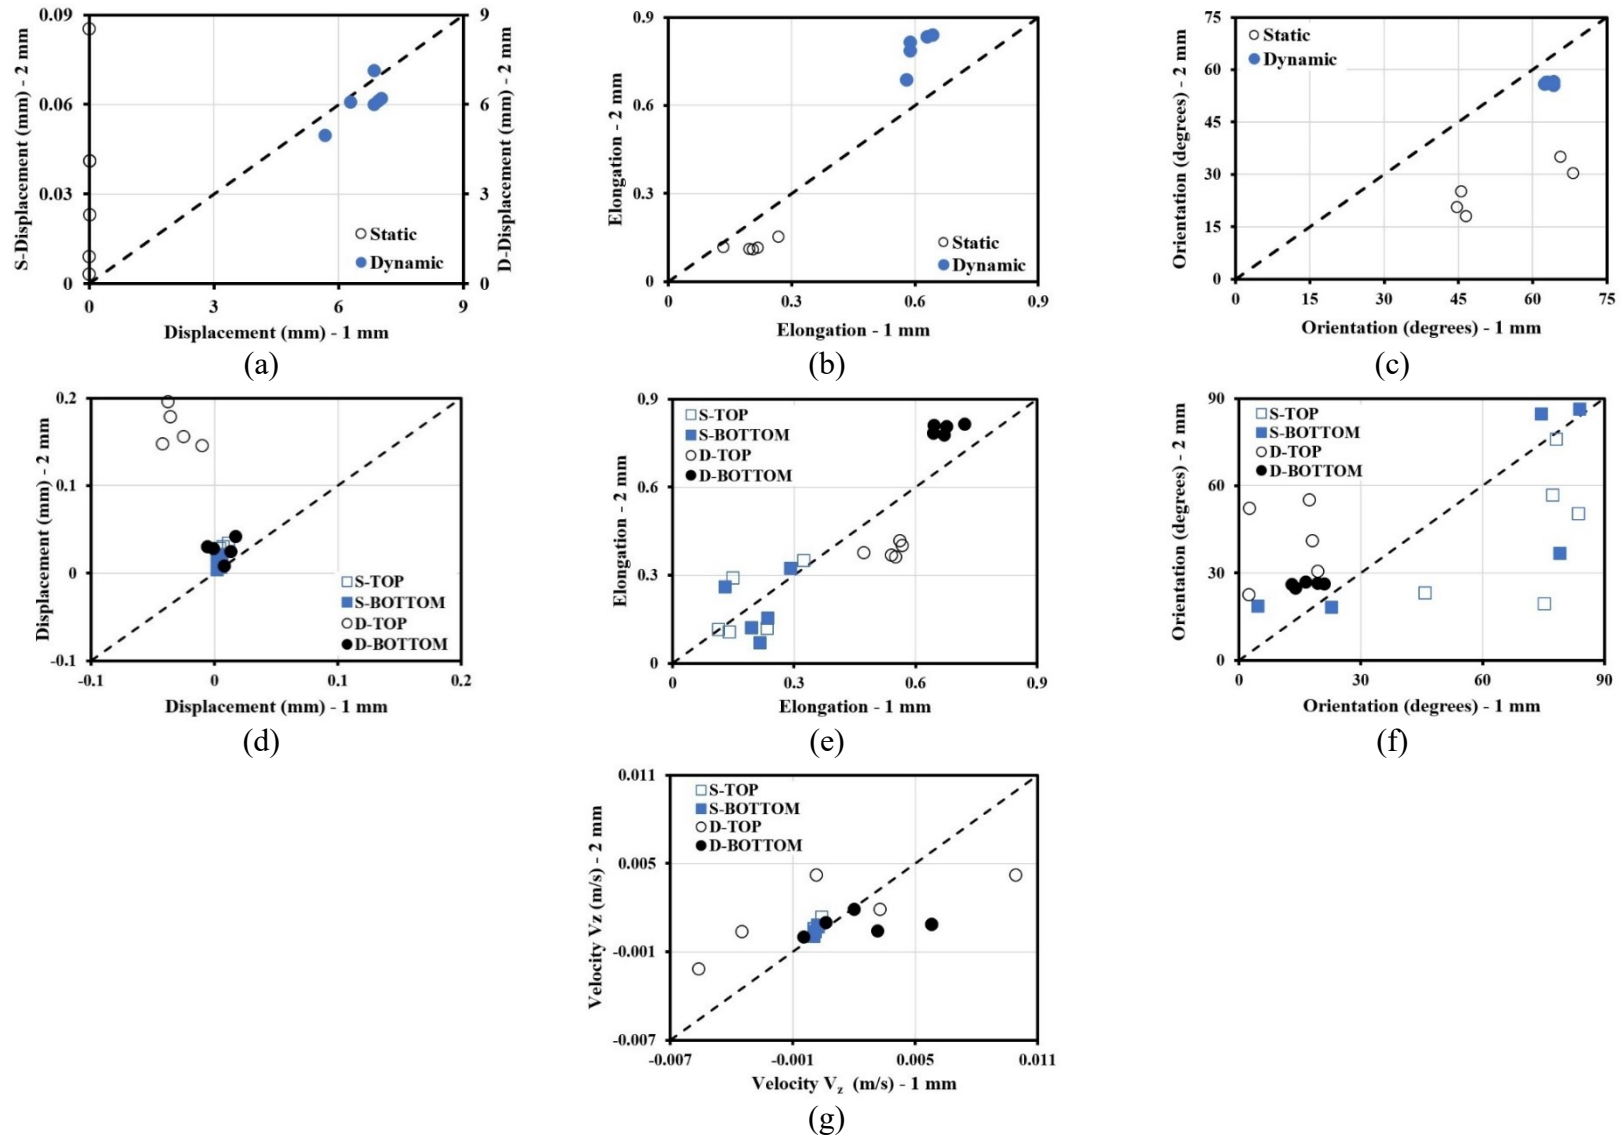 S-Displacement (mm) - 2 mm
0.09
0.06
0.03
0
9
6
3
0
D-Displacement (mm) - 2 mm
Static
Dynamic
0 3 6 9
Displacement (mm) - 1 mm
(a)
Elongation - 2 mm
0.9
0.6
0.3
0
Static
Dynamic
0 0.3 0.6 0.9
Elongation - 1 mm
(b)
Orientation (degrees) - 2 mm
75
60
45
30
15
0
Static
Dynamic
0 15 30 45 60 75
Orientation (degrees) - 1 mm
(c)
Displacement (mm) - 2 mm
0.2
0.1
0
-0.1
S-TOP
S-BOTTOM
D-TOP
D-BOTTOM
-0.1 0 0.1 0.2
Displacement (mm) - 1 mm
(d)
Elongation - 2 mm
0.9
0.6
0.3
0
S-TOP
S-BOTTOM
D-TOP
D-BOTTOM
0 0.3 0.6 0.9
Elongation - 1 mm
(e)
Orientation (degrees) - 2 mm
90
60
30
0
S-TOP
S-BOTTOM
D-TOP
D-BOTTOM
0 30 60 90
Orientation (degrees) - 1 mm
(f)
Velocity Vz (m/s) - 2 mm
0.011
0.005
-0.001
-0.007
S-TOP
S-BOTTOM
D-TOP
D-BOTTOM
-0.007 -0.001 0.005 0.011
Velocity Vz (m/s) - 1 mm
(g)